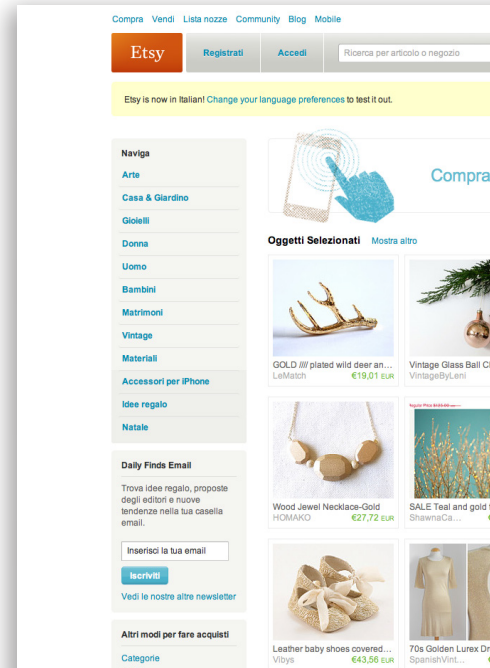 Compra Vendi Lista nozze Community Blog Mobile
Etsy Registrati Accedi Ricerca per articolo o negozio
Etsy is now in Italian! Change your language preferences to test it out.
Naviga
Arte
Casa & Giardino
Gioielli
Donna
Uomo
Bambini
Matrimoni
Vintage
Materiali
Accessori per iPhone
Idee regalo
Natale
Daily Finds Email
Trova idee regalo, proposte
degli editori e nuove
tendenze nella tua casella
email.
Inserisci la tua email
Iscriviti
Vedi le nostre altre newsletter
Altri modi per fare acquisti
Categorie
Compra
Oggetti Selezionati Mostra altro
GOLD //// plated wild deer an...
LeMatch €19,01 EUR
Vintage Glass Ball C
VintageByLeni
Wood Jewel Necklace-Gold
HOMAKO €27,72 EUR
SALE Teal and gold
ShawnaCa... €
Leather baby shoes covered...
Vibys €43,56 EUR
70s Golden Lurex Dr
SpanishVint...